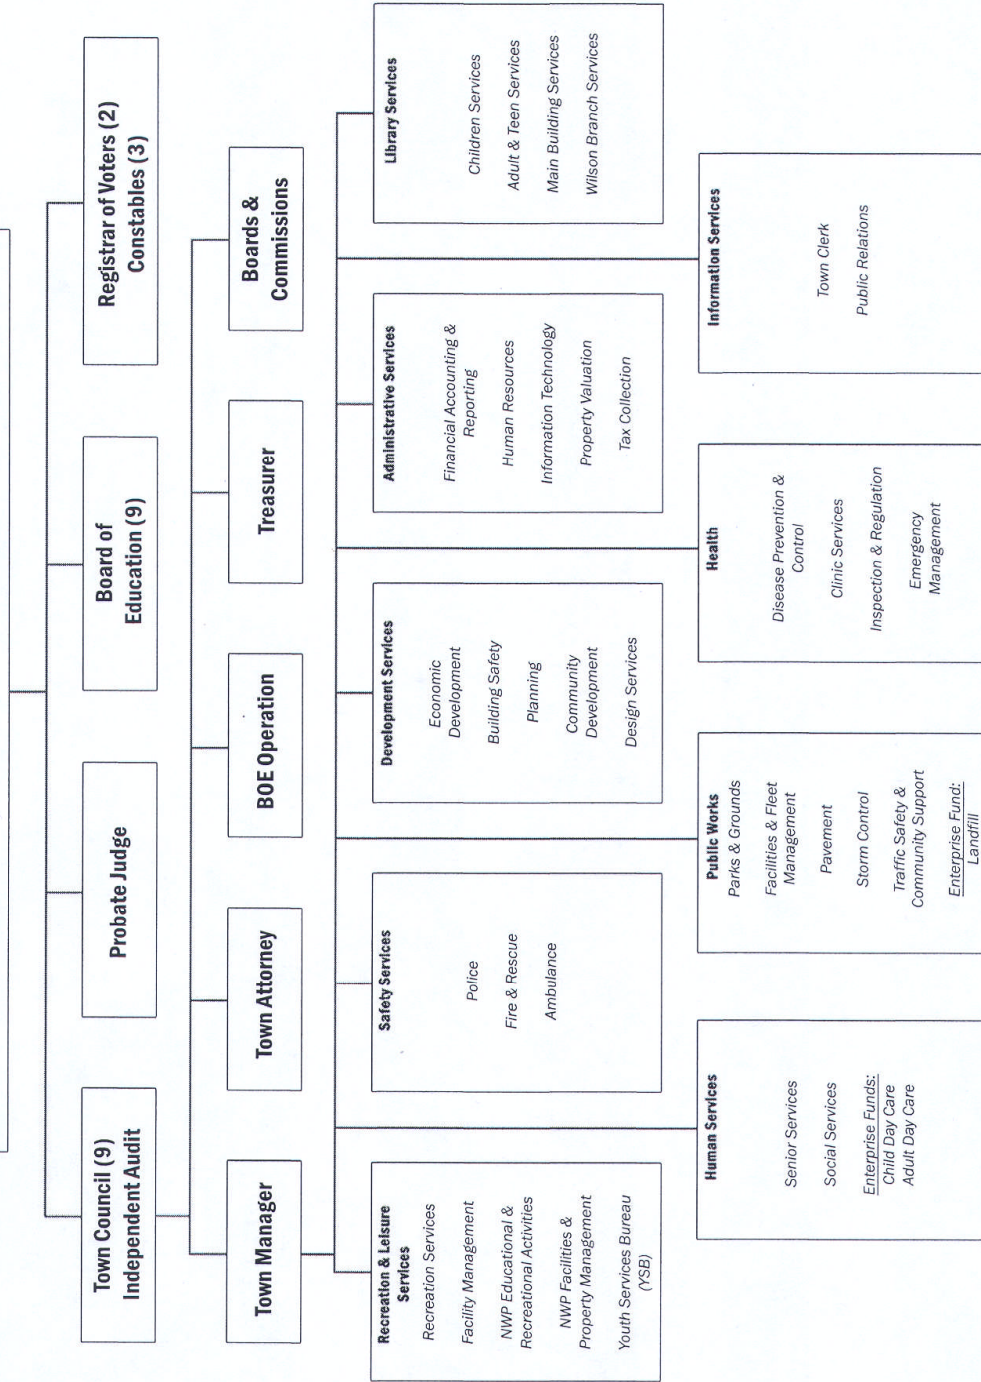 Town Council (9)
Independent Audit
Probate Judge
Board of
Education (9)
Registrar of Voters (2)
Constables (3)
Town Manager
Town Attorney
BOE Operation
Treasurer
Boards &
Commissions
Recreation & Leisure
Services
Recreation Services
Facility Management
NWP Educational &
Recreational Activities
NWP Facilities &
Property Management
Youth Services Bureau
(YSB)
Safety Services
Police
Fire & Rescue
Ambulance
Development Services
Economic
Development
Building Safety
Planning
Community
Development
Design Services
Administrative Services
Financial Accounting &
Reporting
Human Resources
Information Technology
Property Valuation
Tax Collection
Library Services
Children Services
Adult & Teen Services
Main Building Services
Wilson Branch Services
Human Services
Senior Services
Social Services
Enterprise Funds:
Child Day Care
Adult Day Care
Public Works
Parks & Grounds
Facilities & Fleet
Management
Pavement
Storm Control
Traffic Safety &
Community Support
Enterprise Fund:
Landfill
Health
Disease Prevention &
Control
Clinic Services
Inspection & Regulation
Emergency
Management
Information Services
Town Clerk
Public Relations